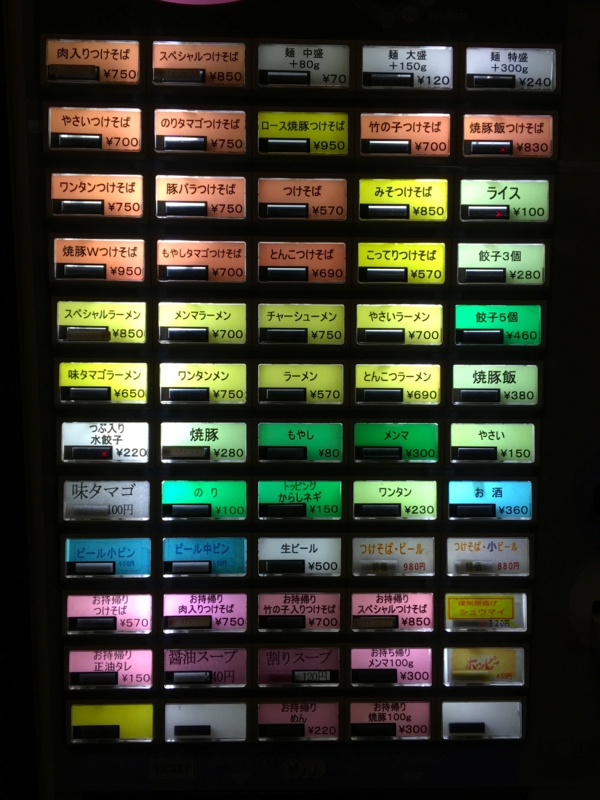 肉入りつけそば
¥750
スペシャルつけそば
¥850
麺 中盛
+80g
¥70
麺 大盛
+150g
¥120
麺 特盛
+300g
¥240
やさいつけそば
¥700
のりタマゴつけそば
¥750
ロース焼豚つけそば
¥950
竹の子つけそば
¥700
焼豚飯つけそば
¥830
ワンタンつけそば
¥750
豚バラつけそば
¥750
つけそば
¥570
みそつけそば
¥850
ライス
¥100
焼豚Wつけそば
¥950
もやしタマゴつけそば
¥700
とんこつつけそば
¥690
こってりつけそば
¥570
餃子3個
¥280
スペシャルラーメン
¥850
メンマラーメン
¥700
チャーシューメン
¥750
やさいラーメン
¥700
餃子5個
¥460
味タマゴラーメン
¥650
ワンタンメン
¥750
ラーメン
¥570
とんこつラーメン
¥690
焼豚飯
¥380
つぶ入り
水餃子
¥220
焼豚
¥280
もやし
¥80
メンマ
¥300
やさい
¥150
味タマゴ
100円
のり
¥100
トッピング
からしネギ
¥150
ワンタン
¥230
お酒
¥360
ビール小ビン
ビール中ビン
生ビール
¥500
つけそば・ビール
980円
つけそば・小ビール
880円
お持帰り
つけそば
¥570
お持帰り
肉入りつけそば
¥750
お持帰り
竹の子入りつけそば
¥700
お持帰り
スペシャルつけそば
¥850
シュウマイ
お持帰り
正油タレ
¥150
醤油スープ
割りスープ
120円
お持ち帰り
メンマ100g
¥300
ホッピー
お持帰り
めん
¥220
お持帰り
焼豚100g
¥300